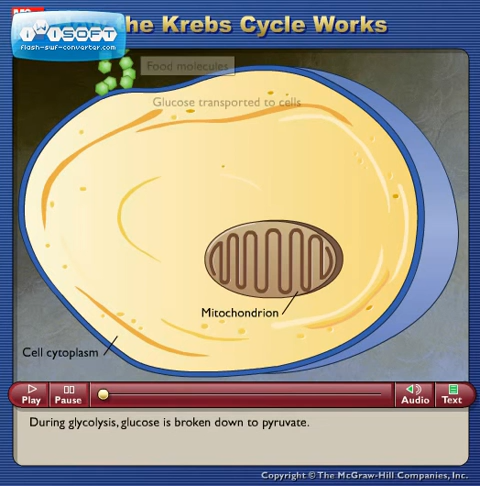 the Krebs Cycle Works
SOFT
flash-swf-converter.com
Food molecules
Glucose transported to cells
Mitochondrion
Cell cytoplasm
Play
Pause
Audio
Text
During glycolysis, glucose is broken down to pyruvate.
Copyright © The McGraw-Hill Companies, Inc.